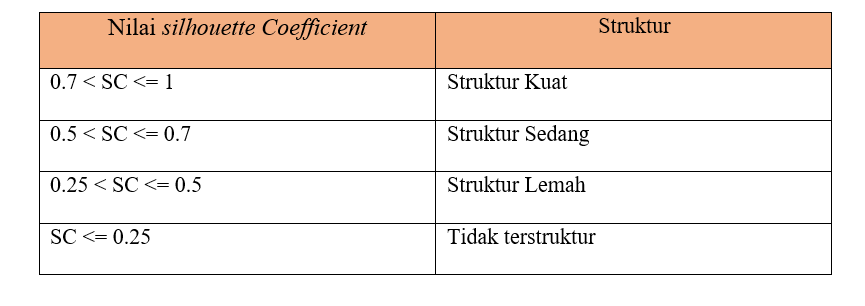 Nilai silhouette Coefficient
Struktur
0.7 < SC <= 1
Struktur Kuat
0.5 < SC <= 0.7
Struktur Sedang
0.25 < SC <= 0.5
Struktur Lemah
SC <= 0.25
Tidak terstruktur